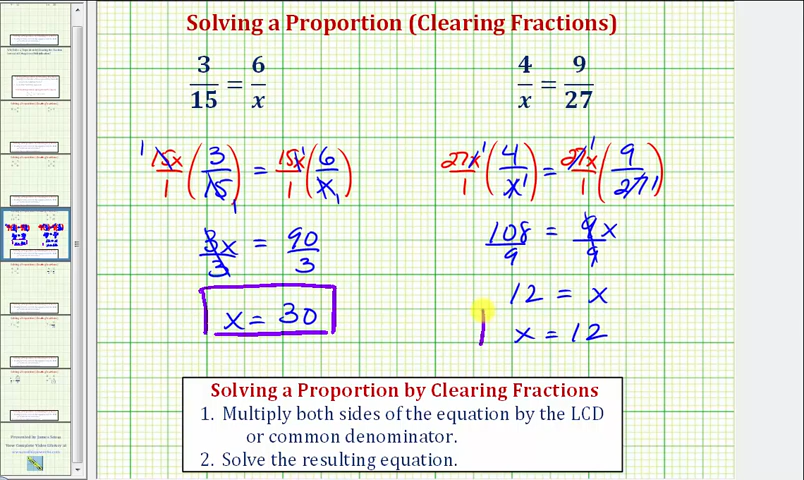 Solving a Proportion (Clearing Fractions)
3/15 = 6/x
15x/1 (3/15) = 15x/1 (6/x)
3x/3 = 90/3
x = 30
4/x = 9/27
27x/1 (4/x) = 27x/1 (9/27)
108/9 = 9x/9
12 = x
x = 12
Solving a Proportion by Clearing Fractions
1. Multiply both sides of the equation by the LCD
or common denominator.
2. Solve the resulting equation.